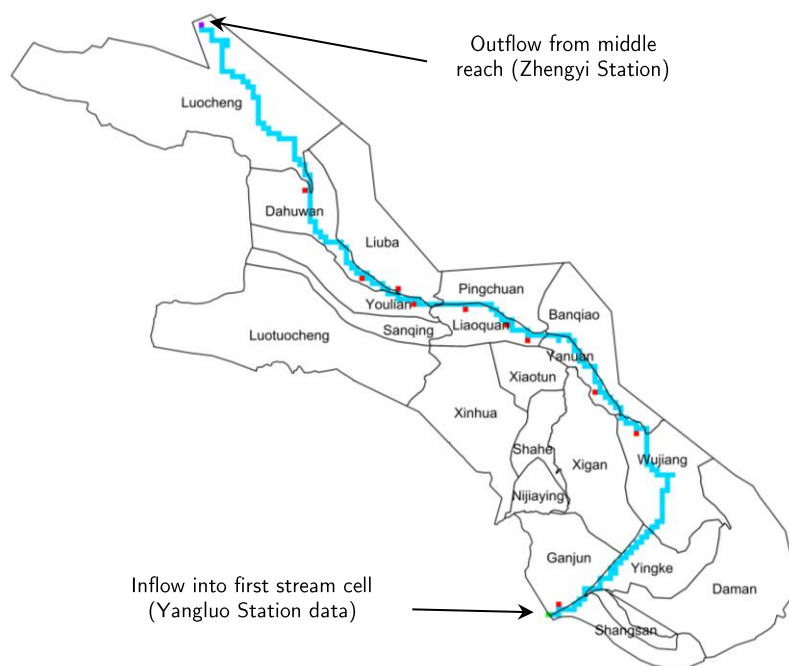 Outflow from middle
reach (Zhengyi Station)
Luocheng
Dahuwan
Liuba
Pingchuan
Youlian
Banqiao
Sanqing
Liaoquan
Luotuocheng
Yanuan
Xiaotun
Xinhua
Shahe
Xigan
Wujiang
Nijiaying
Ganjun
Yingke
Daman
Inflow into first stream cell
(Yangluo Station data)
Shangsan